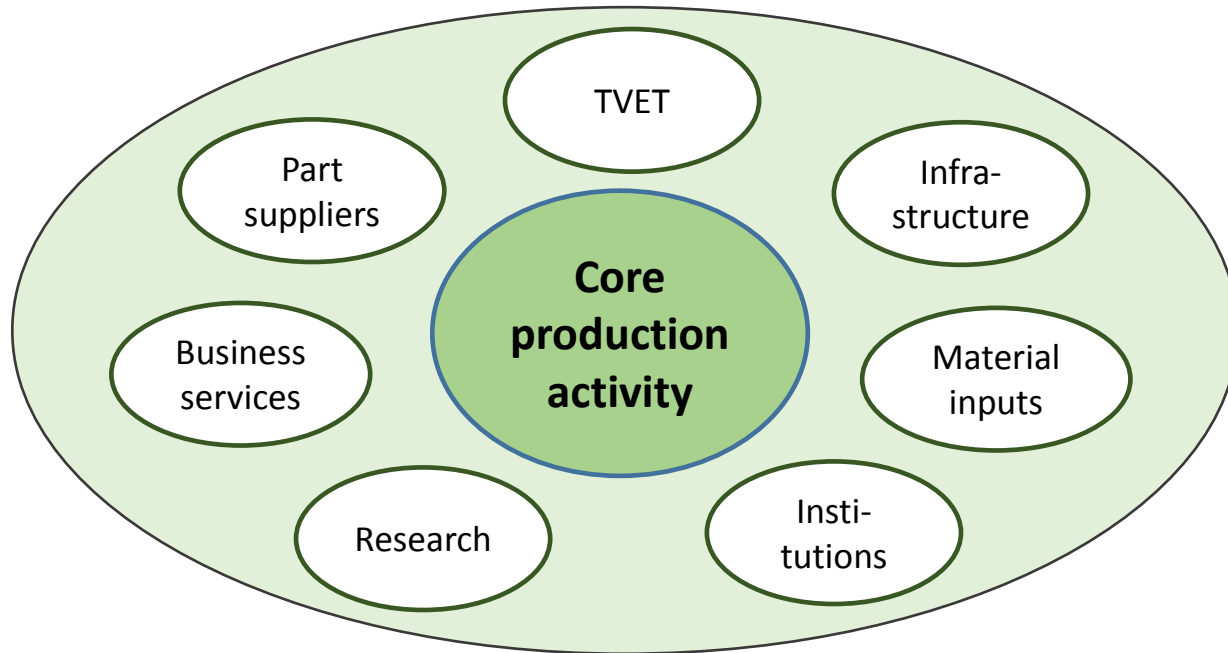 TVET
Part
suppliers
Infra-
structure
Core
production
activity
Business
services
Material
inputs
Research
Insti-
tutions